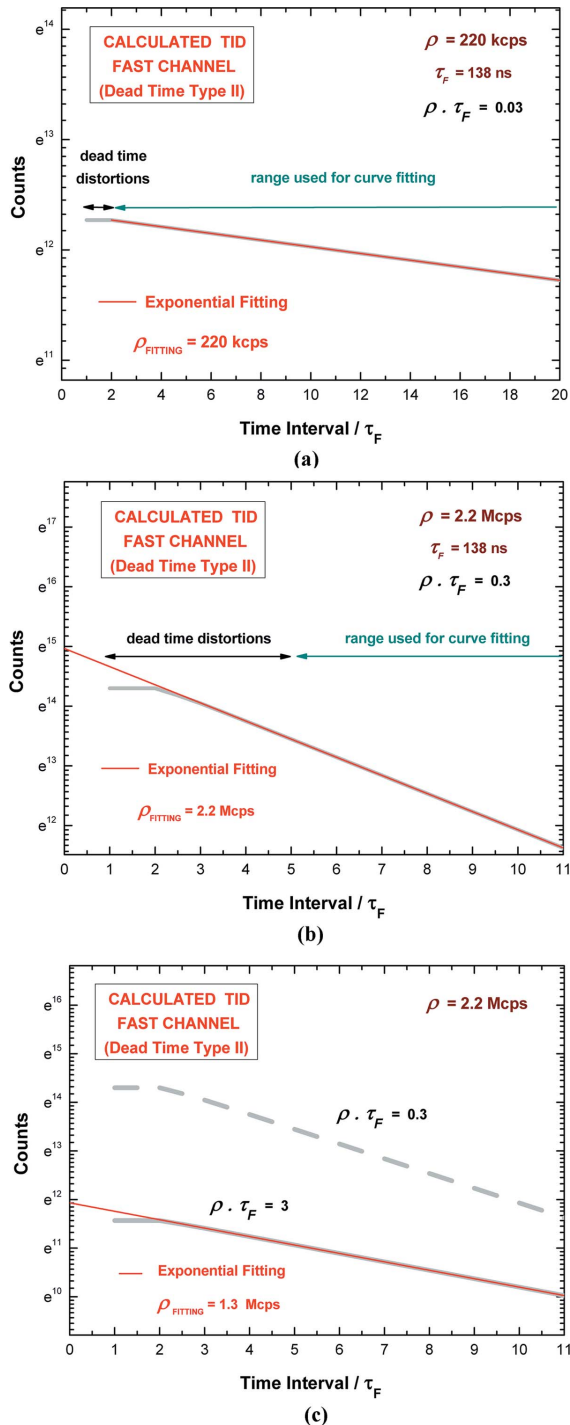 CALCULATED TID
FAST CHANNEL
(Dead Time Type II)
ρ = 220 kcps
τF = 138 ns
ρ . τF = 0.03
dead time
distortions
range used for curve fitting
Exponential Fitting
ρFITTING = 220 kcps
Counts
e14
e13
e12
e11
0 2 4 6 8 10 12 14 16 18 20
Time Interval / τF
(a)
CALCULATED TID
FAST CHANNEL
(Dead Time Type II)
ρ = 2.2 Mcps
τF = 138 ns
ρ . τF = 0.3
dead time distortions
range used for curve fitting
Exponential Fitting
ρFITTING = 2.2 Mcps
Counts
e17
e16
e15
e14
e13
e12
0 1 2 3 4 5 6 7 8 9 10 11
Time Interval / τF
(b)
CALCULATED TID
FAST CHANNEL
(Dead Time Type II)
ρ = 2.2 Mcps
ρ . τF = 0.3
ρ . τF = 3
Exponential Fitting
ρFITTING = 1.3 Mcps
Counts
e16
e15
e14
e13
e12
e11
e10
0 1 2 3 4 5 6 7 8 9 10 11
Time Interval / τF
(c)